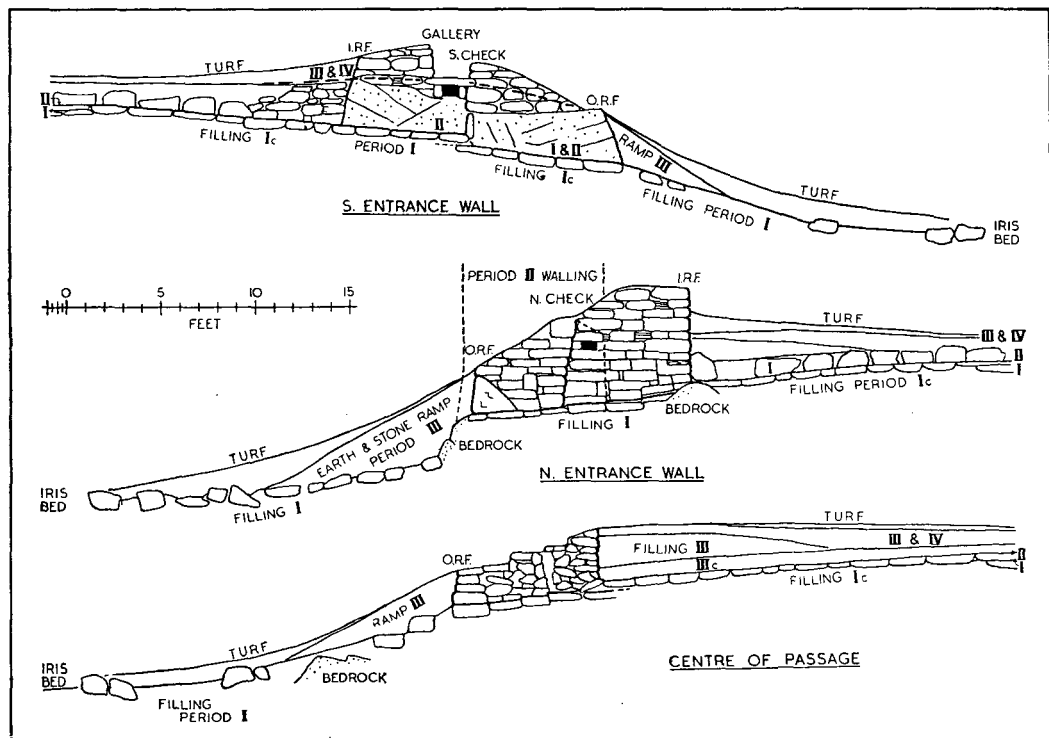 GALLERY
I.R.F.
S. CHECK
TURF
III & IV
O.R.F
II
I
FILLING Ic
PERIOD I
II
I & II
FILLING Ic
RAMP III
FILLING PERIOD I
TURF
IRIS
BED
S. ENTRANCE WALL
0 5 10 15
FEET
PERIOD II WALLING
N. CHECK
I.R.F.
O.R.F.
TURF
III & IV
II
I
I
FILLING PERIOD Ic
BEDROCK
FILLING I
EARTH & STONE RAMP
PERIOD III
BEDROCK
TURF
IRIS
BED
FILLING I
N. ENTRANCE WALL
TURF
O.R.F.
FILLING III
III & IV
IIIc
II
I
FILLING Ic
RAMP III
TURF
IRIS
BED
BEDROCK
FILLING
PERIOD I
CENTRE OF PASSAGE